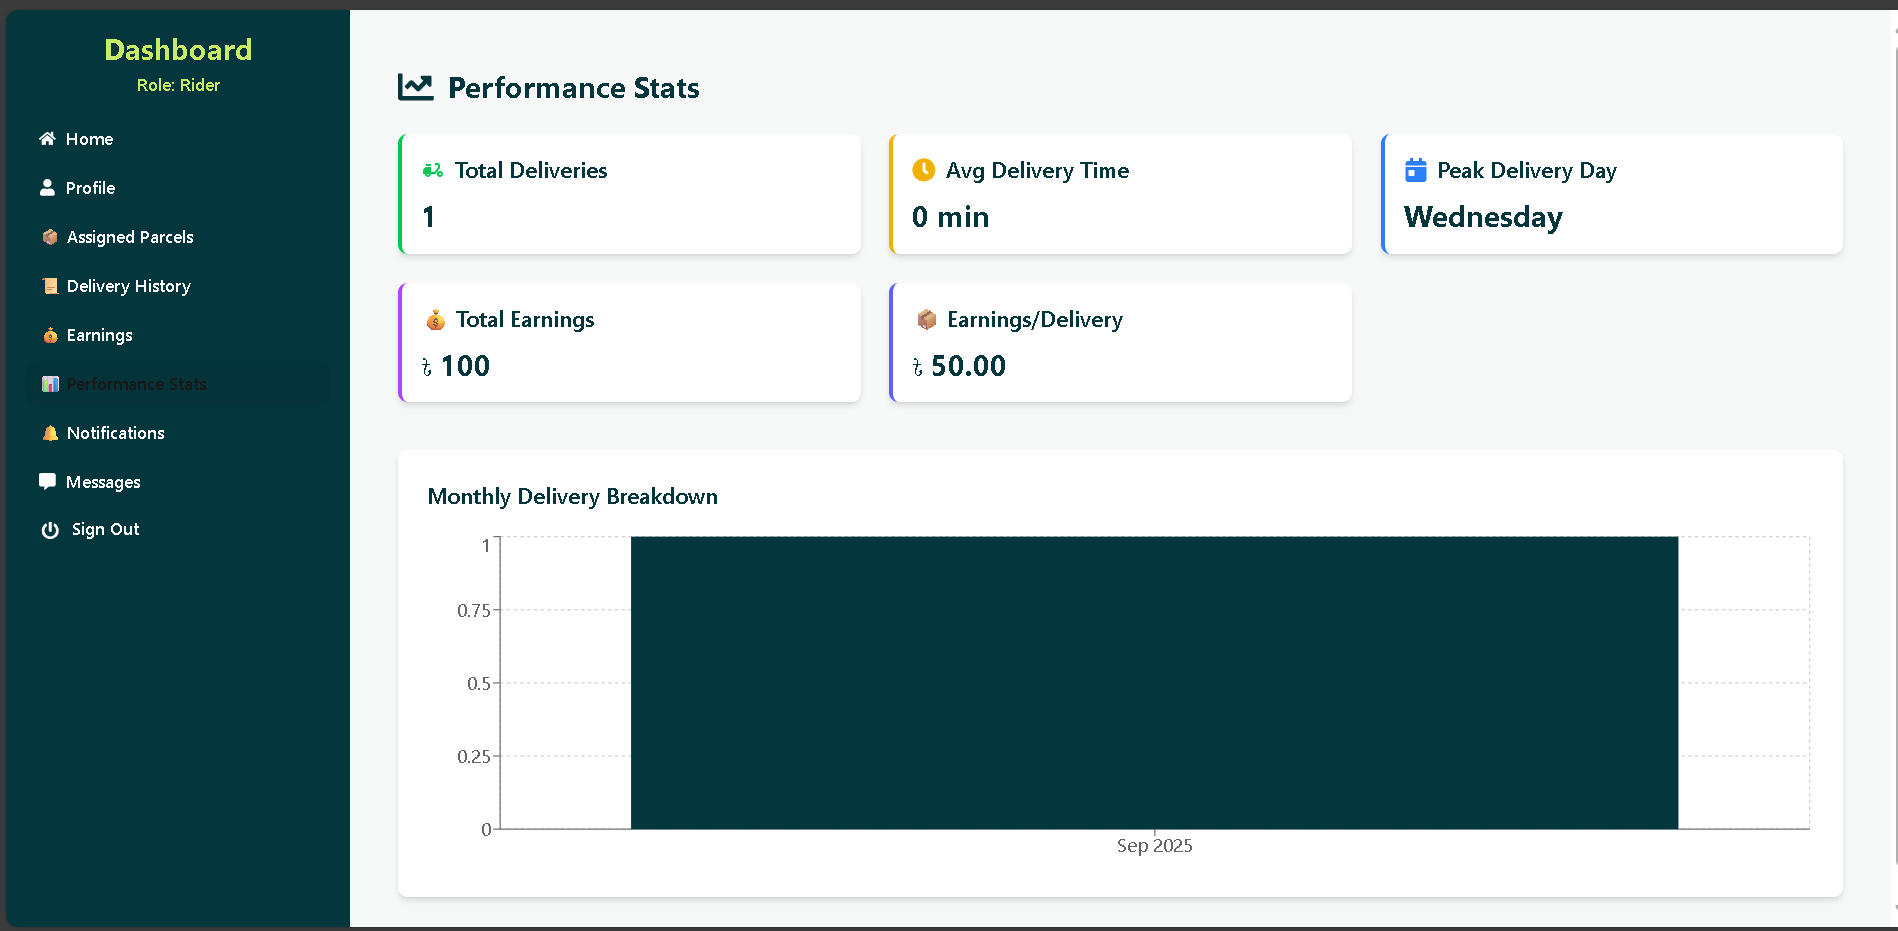 Dashboard
Role: Rider
Home
Profile
Assigned Parcels
Delivery History
Earnings
Performance Stats
Notifications
Messages
Sign Out
Performance Stats
Total Deliveries
1
Avg Delivery Time
0 min
Peak Delivery Day
Wednesday
Total Earnings
৳ 100
Earnings/Delivery
৳ 50.00
Monthly Delivery Breakdown
1
0.75
0.5
0.25
0
Sep 2025